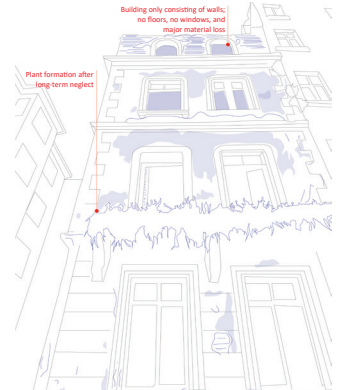 Building only consisting of walls;
no floors, no windows, and
major material loss
Plant formation after
long-term neglect